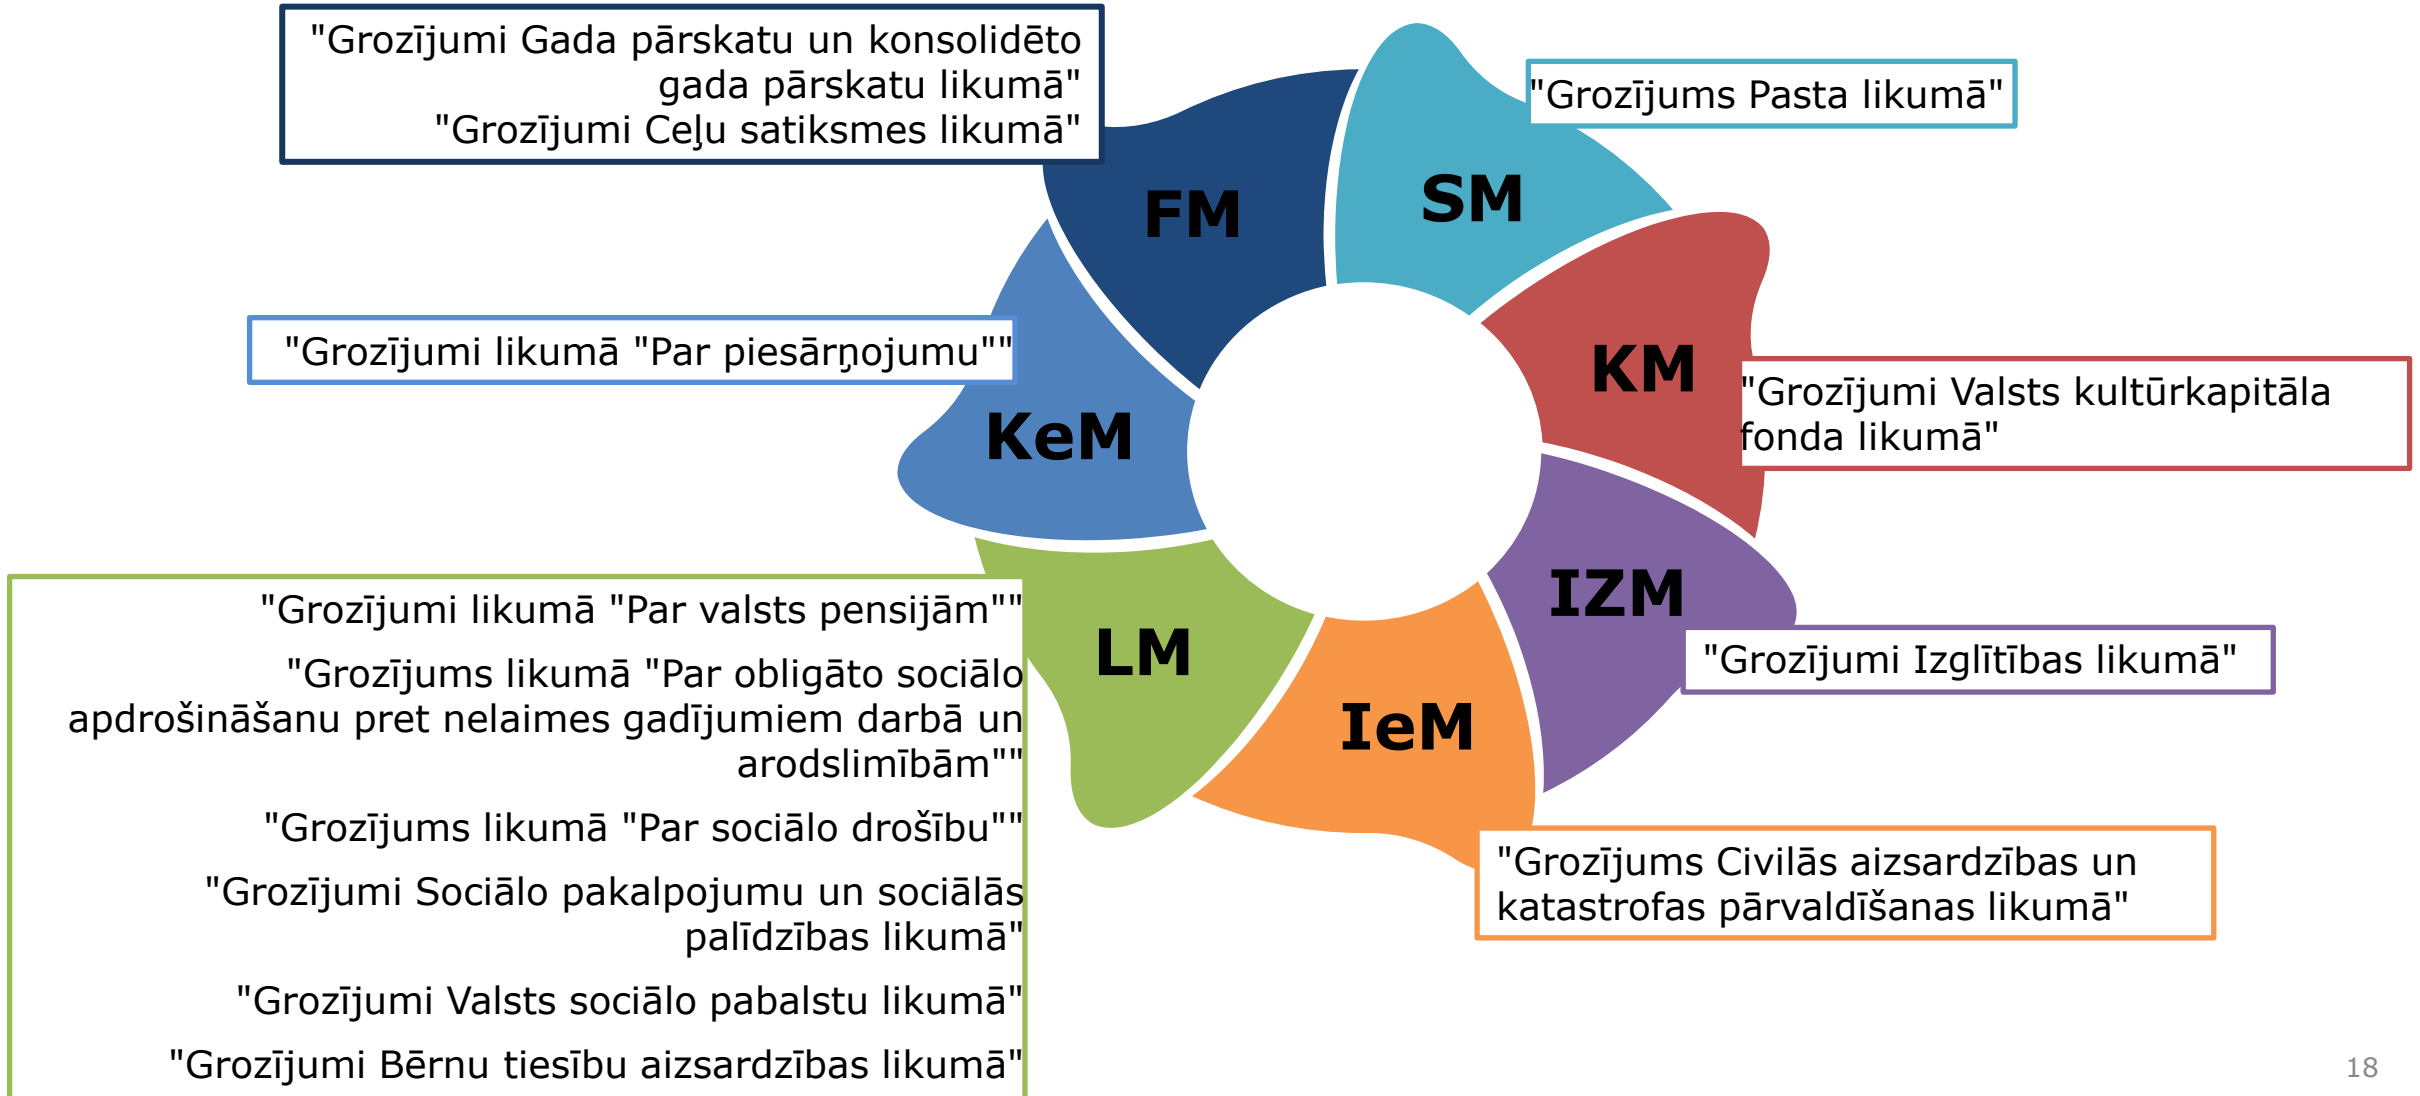 "Grozījumi Gada pārskatu un konsolidēto
gada pārskatu likumā"
"Grozījumi Ceļu satiksmes likumā"
"Grozījums Pasta likumā"
FM
SM
"Grozījumi likumā "Par piesārņojumu""
KM
"Grozījumi Valsts kultūrkapitāla
fonda likumā"
KeM
IZM
"Grozījumi Izglītības likumā"
LM
IeM
"Grozījums Civilās aizsardzības un
katastrofas pārvaldīšanas likumā"
"Grozījumi likumā "Par valsts pensijām""
"Grozījums likumā "Par obligāto sociālo
apdrošināšanu pret nelaimes gadījumiem darbā un
arodslimībām""
"Grozījums likumā "Par sociālo drošību""
"Grozījumi Sociālo pakalpojumu un sociālās
palīdzības likumā"
"Grozījumi Valsts sociālo pabalstu likumā"
"Grozījumi Bērnu tiesību aizsardzības likumā"
18